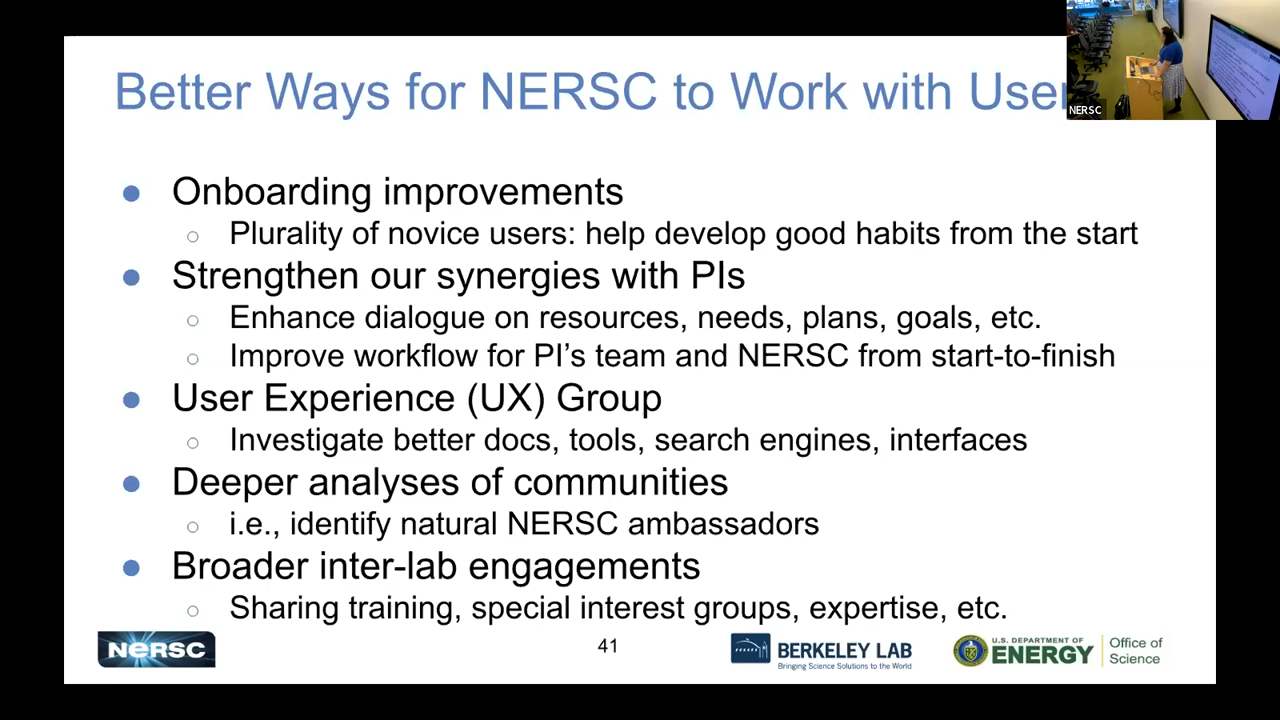 Better Ways for NERSC to Work with User
NERSC
● Onboarding improvements
○ Plurality of novice users: help develop good habits from the start
● Strengthen our synergies with PIs
○ Enhance dialogue on resources, needs, plans, goals, etc.
○ Improve workflow for PI’s team and NERSC from start-to-finish
● User Experience (UX) Group
○ Investigate better docs, tools, search engines, interfaces
● Deeper analyses of communities
○ i.e., identify natural NERSC ambassadors
● Broader inter-lab engagements
○ Sharing training, special interest groups, expertise, etc.
NERSC
41
BERKELEY LAB
Bringing Science Solutions to the World
U.S. DEPARTMENT OF
ENERGY
Office of
Science